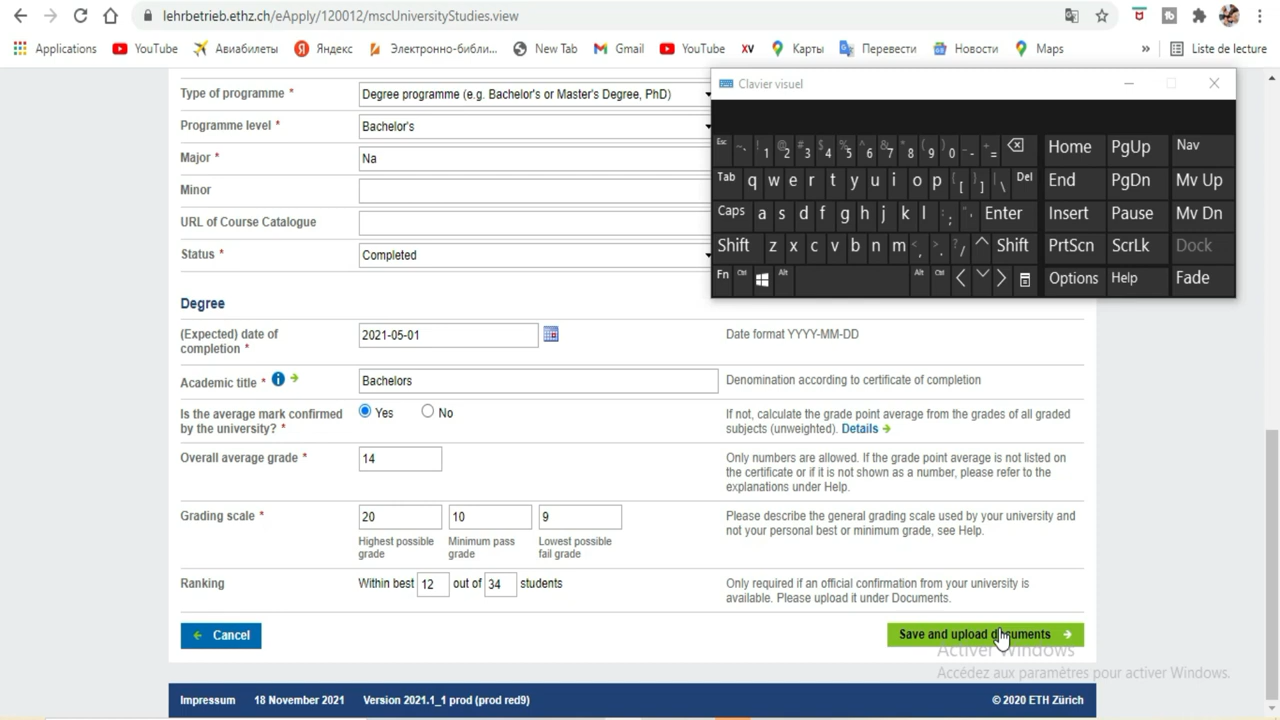 lehrbetrieb.ethz.ch/eApply/120012/mscUniversityStudies.view
Applications YouTube Авиабилеты Яндекс Электронно-библи... New Tab Gmail YouTube XV Карты Перевести Новости Maps » Liste de lecture
Type of programme * Degree programme (e.g. Bachelor's or Master's Degree, PhD)
Programme level * Bachelor's
Major * Na
Minor
URL of Course Catalogue
Status * Completed
Clavier visuel
Esc ~ ` ! 1 @ 2 # 3 $ 4 % 5 ^ 6 & 7 * 8 ( 9 ) 0 _ - + = Home PgUp Nav
Tab q w e r t y u i o p { [ } ] | \ Del End PgDn Mv Up
Caps a s d f g h j k l : ; " ' Enter Insert Pause Mv Dn
Shift z x c v b n m < , > . ? / Shift PrtScn ScrLk Dock
Fn Ctrl Alt Alt Ctrl Options Help Fade
Degree
(Expected) date of
completion * 2021-05-01 Date format YYYY-MM-DD
Academic title * Bachelors Denomination according to certificate of completion
Is the average mark confirmed
by the university? * Yes No
If not, calculate the grade point average from the grades of all graded
subjects (unweighted). Details
Overall average grade * 14
Only numbers are allowed. If the grade point average is not listed on
the certificate or if it is not shown as a number, please refer to the
explanations under Help.
Grading scale * 20 10 9
Highest possible
grade
Minimum pass
grade
Lowest possible
fail grade
Please describe the general grading scale used by your university and
not your personal best or minimum grade, see Help.
Ranking Within best 12 out of 34 students
Only required if an official confirmation from your university is
available. Please upload it under Documents.
Cancel
Save and upload documents
Activer Windows
Accédez aux paramètres pour activer Windows.
Impressum 18 November 2021 Version 2021.1_1 prod (prod red9) © 2020 ETH Zürich